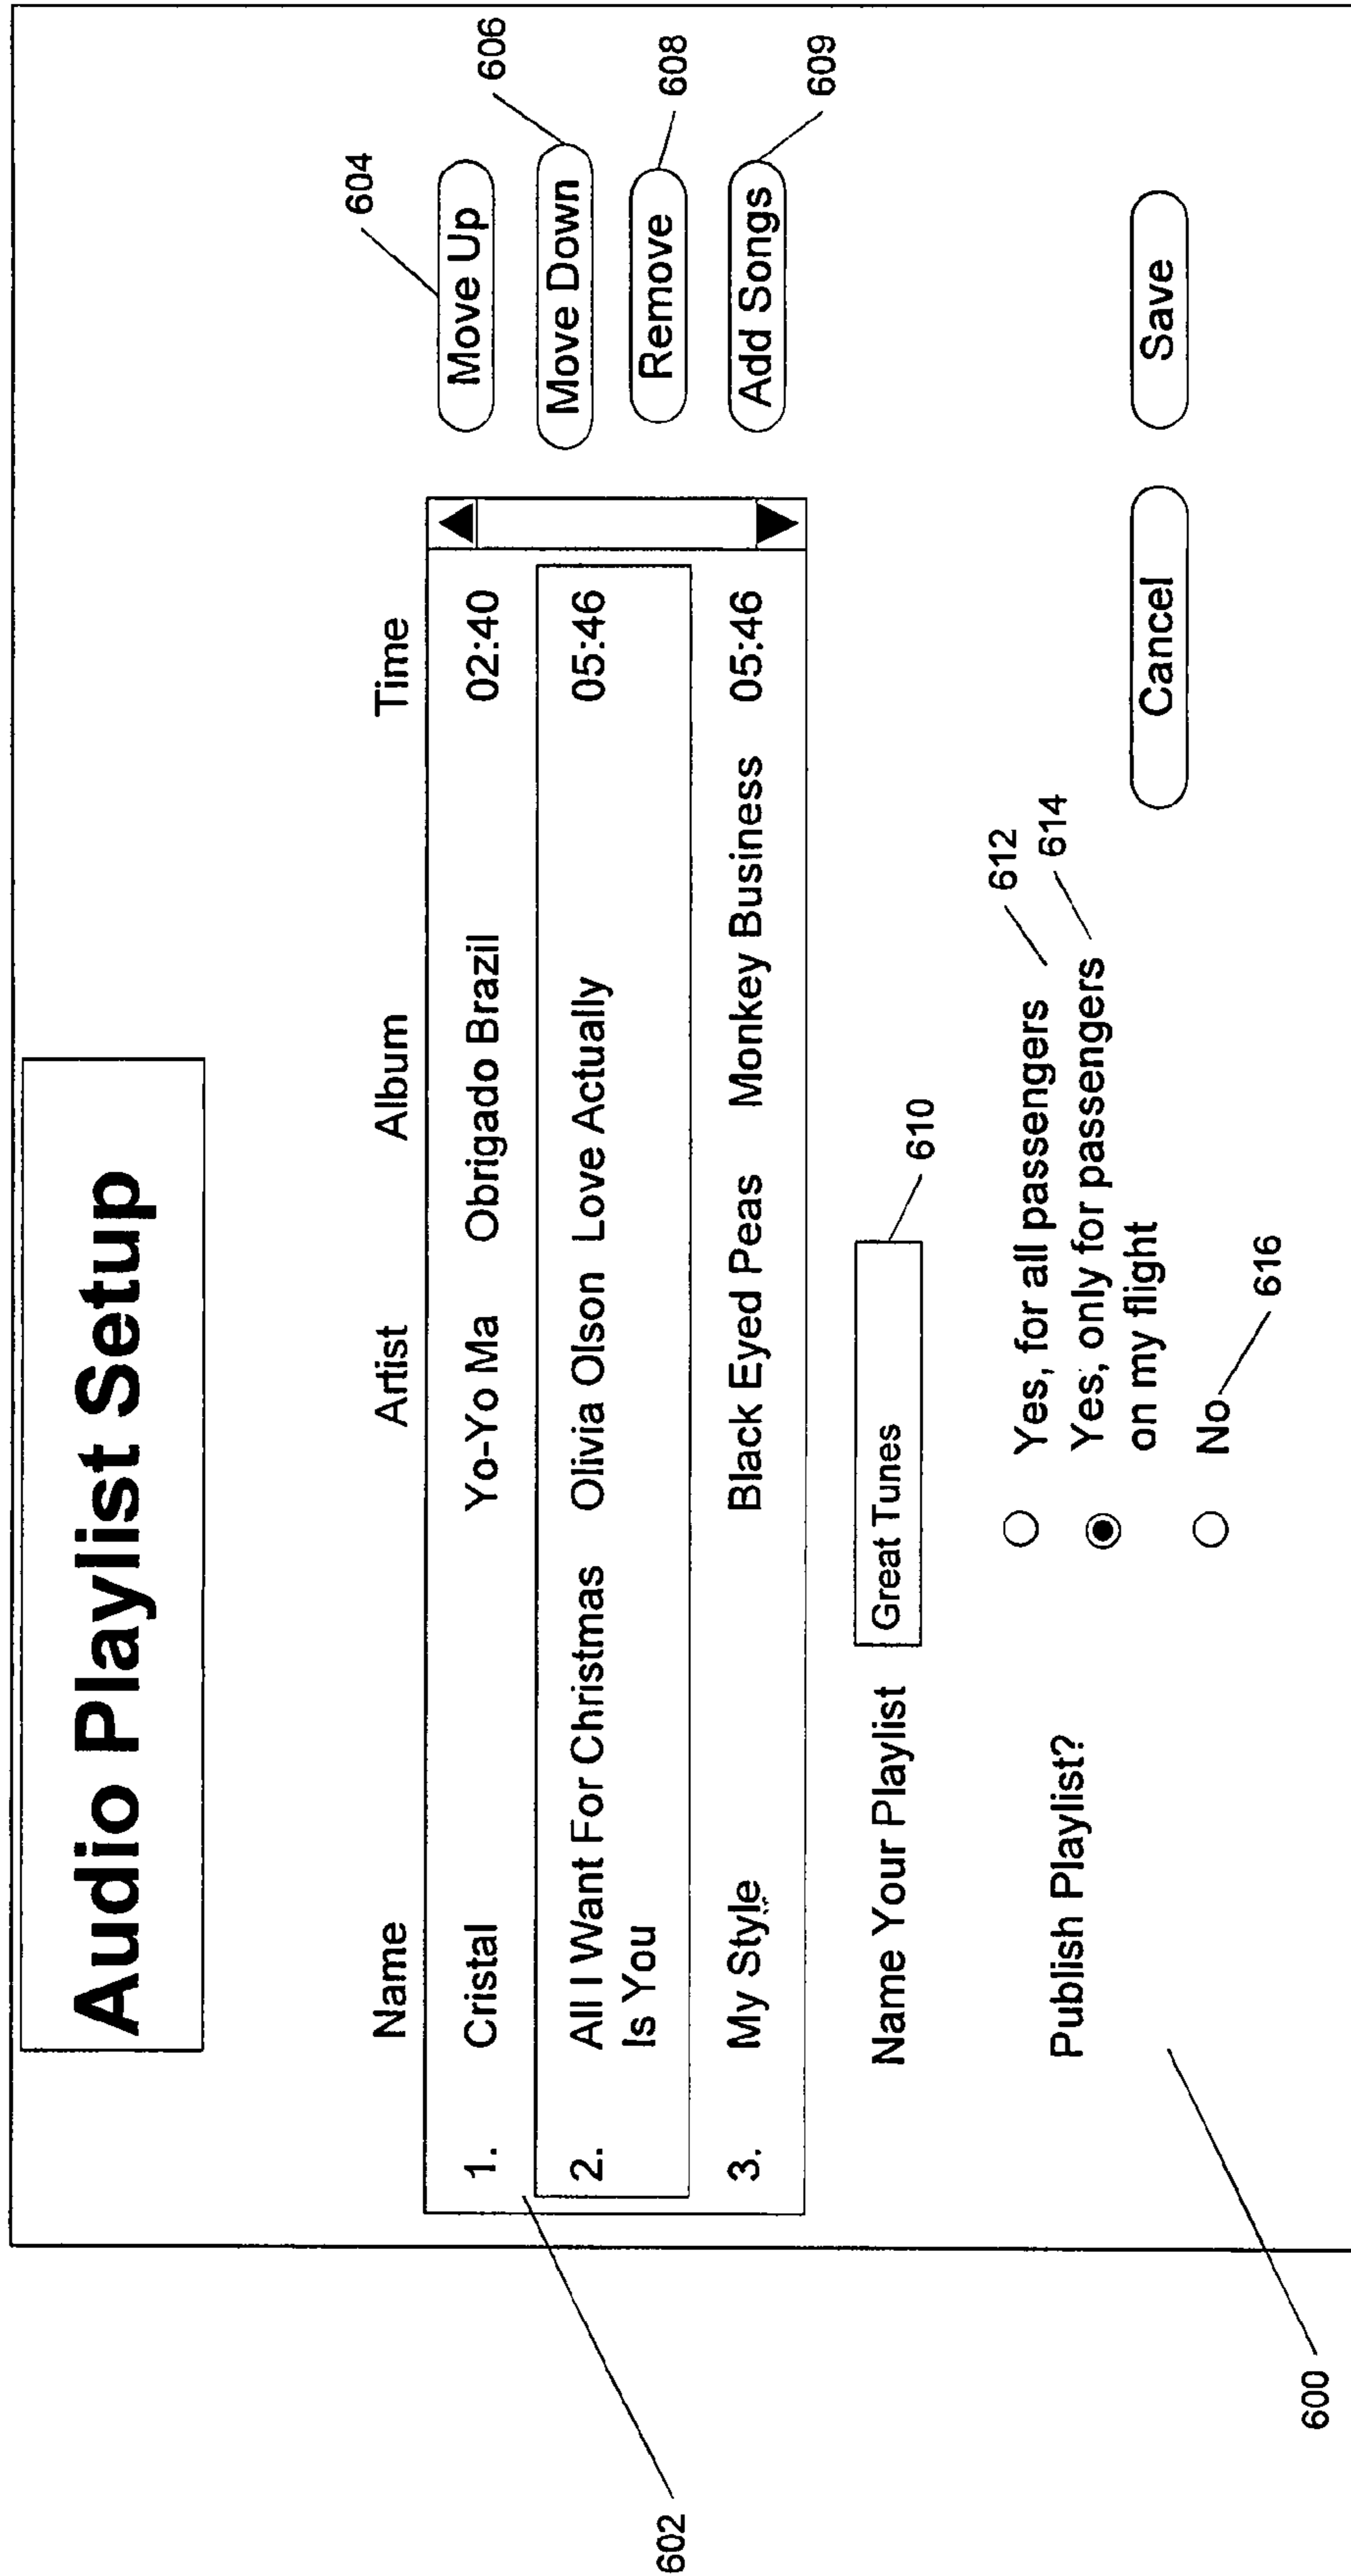 Audio Playlist Setup
Name Artist Album Time
604
1. Cristal Yo-Yo Ma Obrigado Brazil 02:40 Move Up
606
2. All I Want For Christmas Olivia Olson Love Actually 05:46 Move Down
Is You
Remove 608
3. My Style Black Eyed Peas Monkey Business 05:46 Add Songs 609
602
Name Your Playlist Great Tunes 610
Yes, for all passengers 612
Publish Playlist? Yes, only for passengers 614
on my flight
No 616
Cancel Save
600